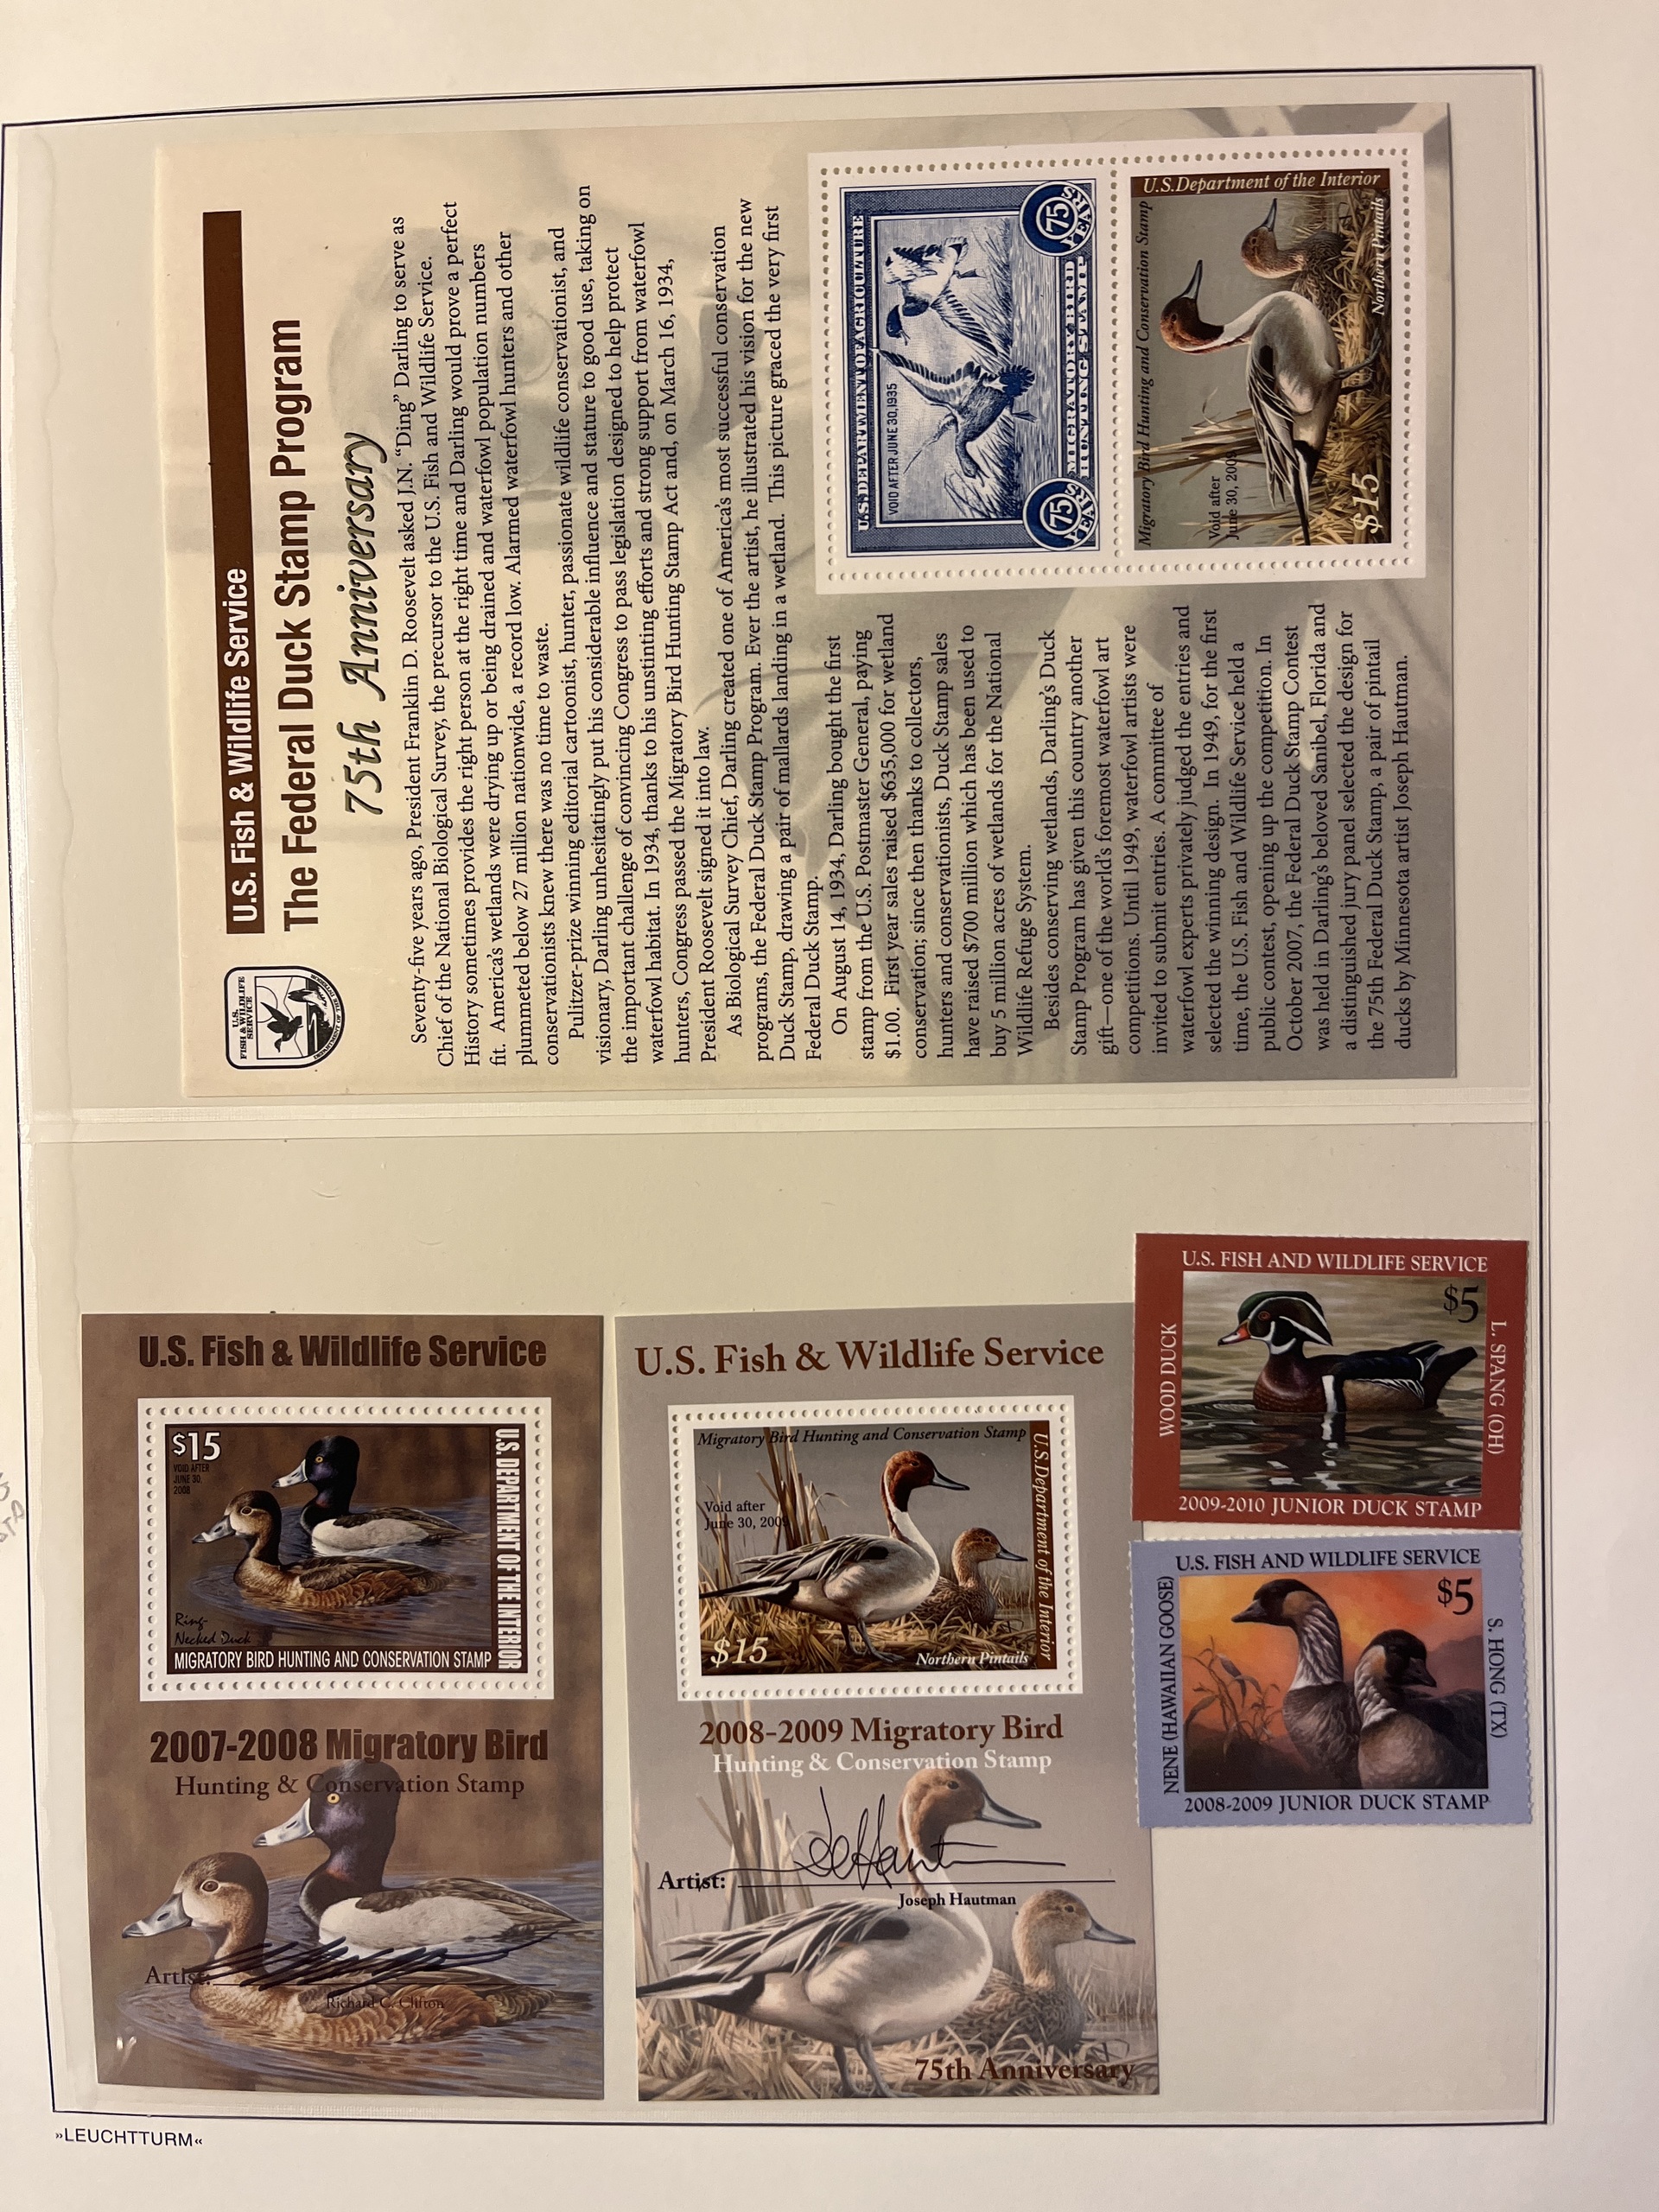 U.S. Fish & Wildlife Service
The Federal Duck Stamp Program
75th Anniversary
U.S.
FISH & WILDLIFE
SERVICE
Seventy-five years ago, President Franklin D. Roosevelt asked J.N. “Ding” Darling to serve as
Chief of the National Biological Survey, the precursor to the U.S. Fish and Wildlife Service.
History sometimes provides the right person at the right time and Darling would prove a perfect
fit. America's wetlands were drying up or being drained and waterfowl population numbers
plummeted below 27 million nationwide, a record low. Alarmed waterfowl hunters and other
conservationists knew there was no time to waste.
Pulitzer-prize winning editorial cartoonist, hunter, passionate wildlife conservationist, and
visionary, Darling unhesitatingly put his considerable influence and stature to good use, taking on
the important challenge of convincing Congress to pass legislation designed to help protect
waterfowl habitat. In 1934, thanks to his unstinting efforts and strong support from waterfowl
hunters, Congress passed the Migratory Bird Hunting Stamp Act and, on March 16, 1934,
President Roosevelt signed it into law.
As Biological Survey Chief, Darling created one of America's most successful conservation
programs, the Federal Duck Stamp Program. Ever the artist, he illustrated his vision for the new
Duck Stamp, drawing a pair of mallards landing in a wetland. This picture graced the very first
Federal Duck Stamp.
On August 14, 1934, Darling bought the first
stamp from the U.S. Postmaster General, paying
$1.00. First year sales raised $635,000 for wetland
conservation; since then thanks to collectors,
hunters and conservationists, Duck Stamp sales
have raised $700 million which has been used to
buy 5 million acres of wetlands for the National
Wildlife Refuge System.
Besides conserving wetlands, Darling's Duck
Stamp Program has given this country another
gift—one of the world's foremost waterfowl art
competitions. Until 1949, waterfowl artists were
invited to submit entries. A committee of
waterfowl experts privately judged the entries and
selected the winning design. In 1949, for the first
time, the U.S. Fish and Wildlife Service held a
public contest, opening up the competition. In
October 2007, the Federal Duck Stamp Contest
was held in Darling's beloved Sanibel, Florida and
a distinguished jury panel selected the design for
the 75th Federal Duck Stamp, a pair of pintail
ducks by Minnesota artist Joseph Hautman.
U.S. DEPARTMENT OF AGRICULTURE
VOID AFTER JUNE 30, 1935
75 YEARS
MIGRATORY BIRD
HUNTING STAMP
75 YEARS
Migratory Bird Hunting and Conservation Stamp
U.S. Department of the Interior
Void after
June 30, 2009
$15
Northern Pintails
U.S. Fish & Wildlife Service
$15
VOID AFTER
JUNE 30,
2008
U.S. DEPARTMENT OF THE INTERIOR
Ring-
Necked Duck
MIGRATORY BIRD HUNTING AND CONSERVATION STAMP
2007-2008 Migratory Bird
Hunting & Conservation Stamp
Artist:
Richard C. Clifton
U.S. Fish & Wildlife Service
Migratory Bird Hunting and Conservation Stamp
Void after
June 30, 2009
U.S. Department of the Interior
$15
Northern Pintails
2008-2009 Migratory Bird
Hunting & Conservation Stamp
Artist:
Joseph Hautman
75th Anniversary
U.S. FISH AND WILDLIFE SERVICE
WOOD DUCK
$5
L. SPANG (OH)
2009-2010 JUNIOR DUCK STAMP
U.S. FISH AND WILDLIFE SERVICE
NENE (HAWAIIAN GOOSE)
$5
S. HONG (TX)
2008-2009 JUNIOR DUCK STAMP
»LEUCHTTURM«